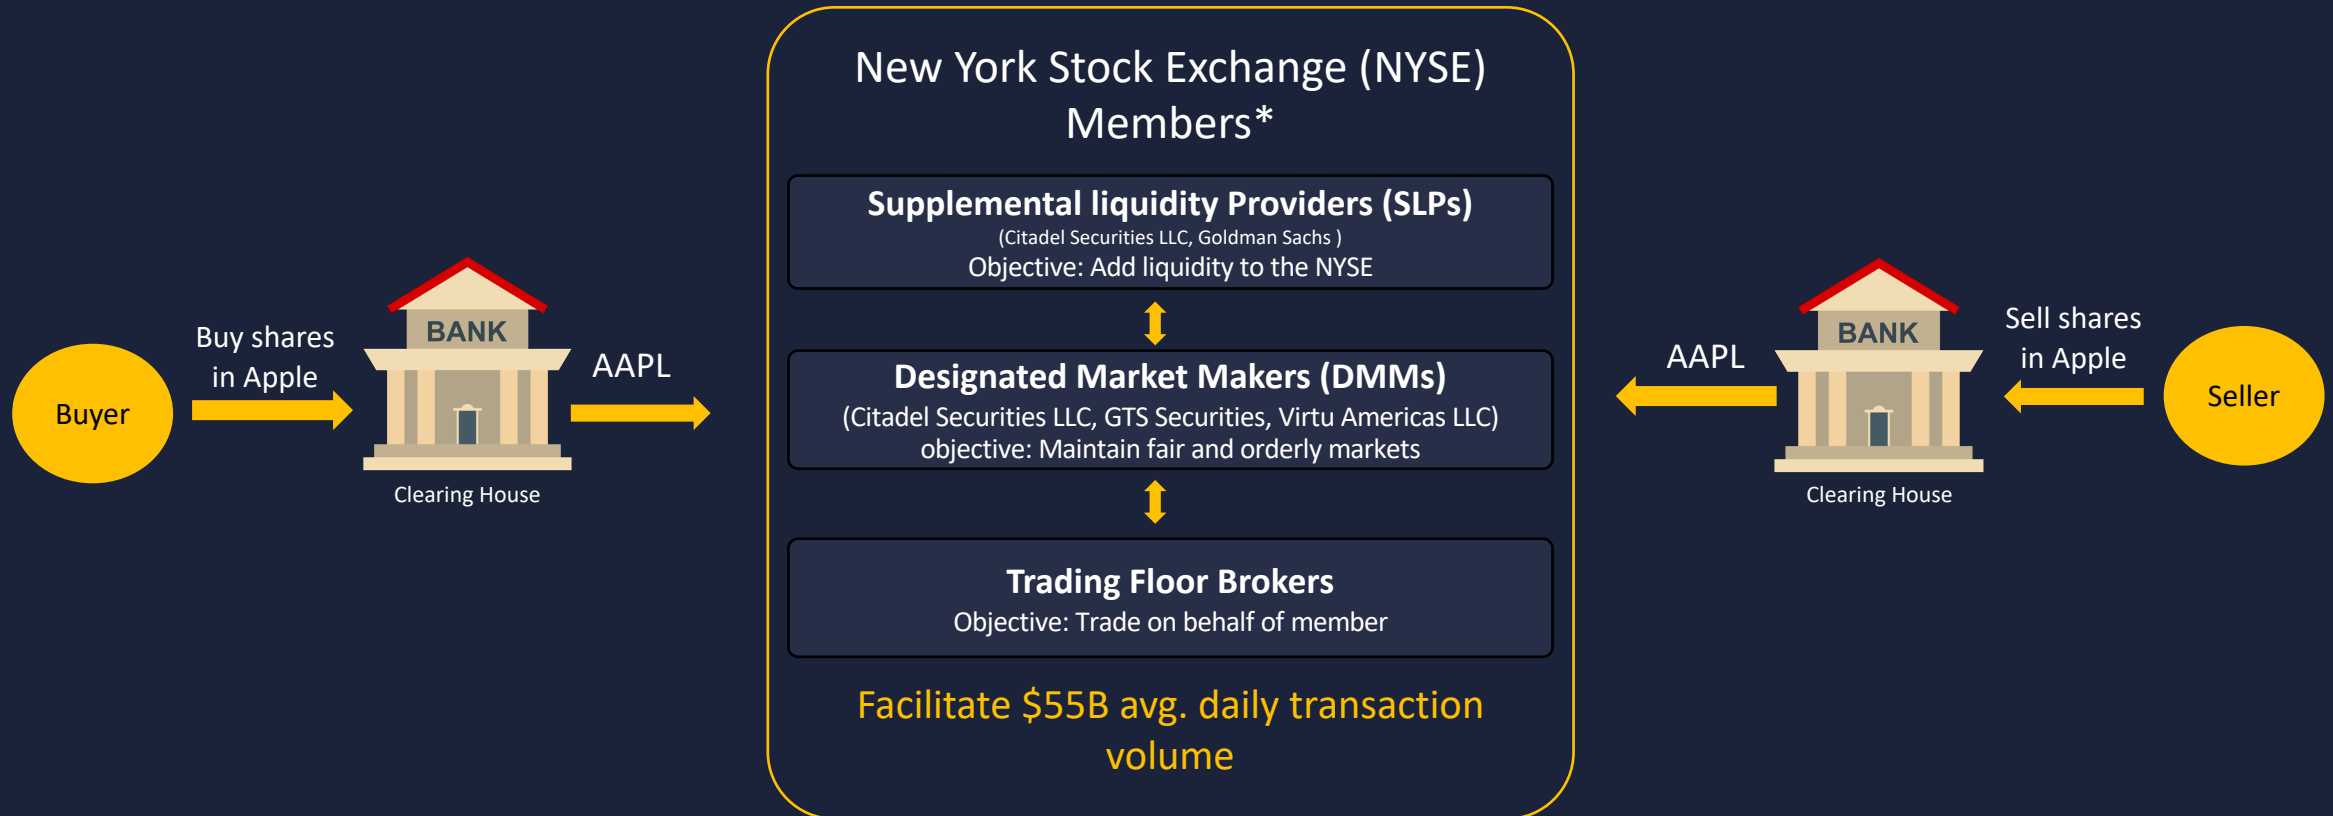 New York Stock Exchange (NYSE)
Members*
Supplemental liquidity Providers (SLPs)
(Citadel Securities LLC, Goldman Sachs )
Objective: Add liquidity to the NYSE
Buyer
Buy shares
in Apple
BANK
Clearing House
AAPL
Designated Market Makers (DMMs)
(Citadel Securities LLC, GTS Securities, Virtu Americas LLC)
objective: Maintain fair and orderly markets
AAPL
BANK
Clearing House
Sell shares
in Apple
Seller
Trading Floor Brokers
Objective: Trade on behalf of member
Facilitate $55B avg. daily transaction
volume